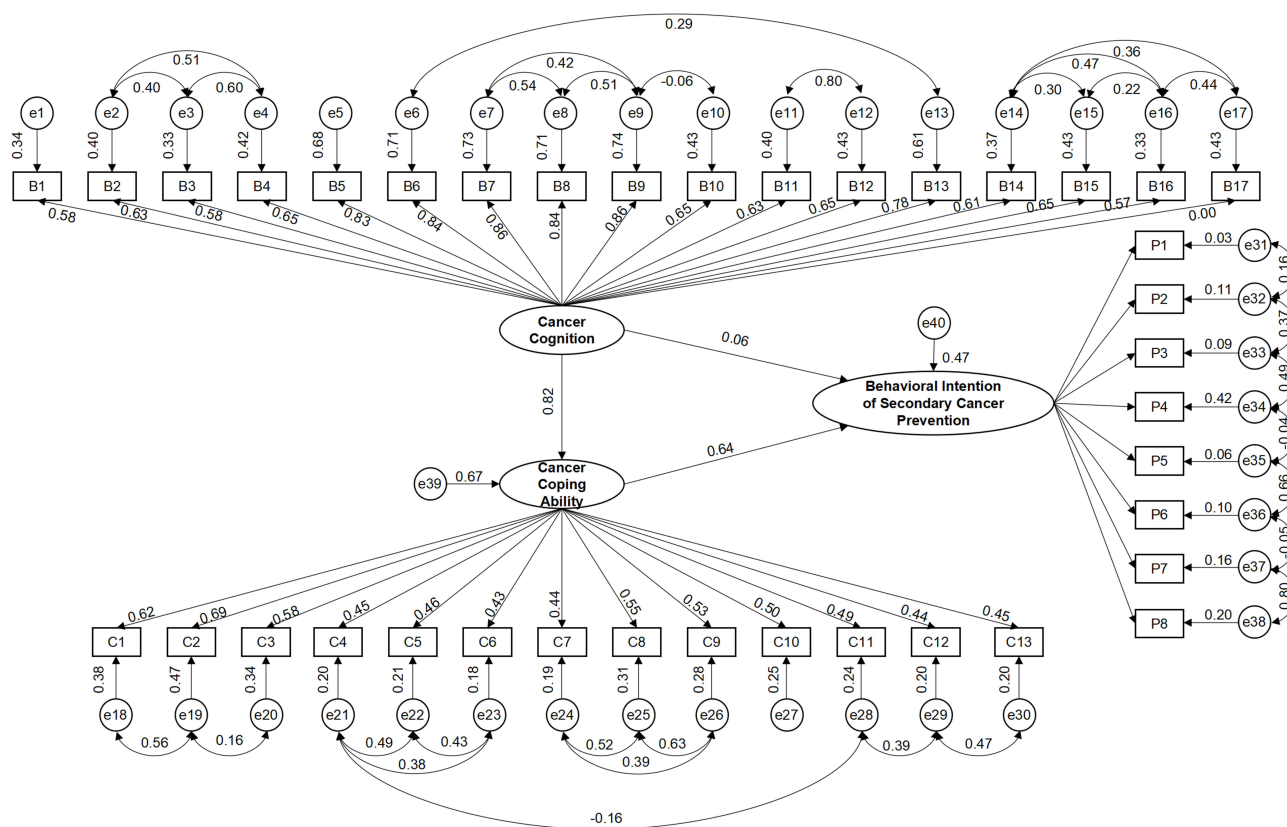 0.29
0.51
0.42
0.36
0.40
0.60
0.54
0.51
-0.06
0.80
0.47
0.30
0.22
0.44
e1
e2
e3
e4
e5
e6
e7
e8
e9
e10
e11
e12
e13
e14
e15
e16
e17
0.34
0.40
0.33
0.42
0.68
0.71
0.73
0.71
0.74
0.43
0.40
0.43
0.61
0.37
0.43
0.33
0.43
B1
B2
B3
B4
B5
B6
B7
B8
B9
B10
B11
B12
B13
B14
B15
B16
B17
0.58
0.63
0.58
0.65
0.83
0.84
0.86
0.84
0.86
0.65
0.63
0.65
0.78
0.61
0.65
0.57
0.00
Cancer
Cognition
0.06
0.82
e40
0.47
Behavioral Intention
of Secondary Cancer
Prevention
0.64
e39
0.67
Cancer
Coping
Ability
P1
0.03
e31
0.16
P2
0.11
e32
0.37
P3
0.09
e33
0.49
P4
0.42
e34
-0.04
P5
0.06
e35
0.66
P6
0.10
e36
-0.05
P7
0.16
e37
0.80
P8
0.20
e38
0.62
0.69
0.58
0.45
0.46
0.43
0.44
0.55
0.53
0.50
0.49
0.44
0.45
C1
C2
C3
C4
C5
C6
C7
C8
C9
C10
C11
C12
C13
0.38
0.47
0.34
0.20
0.21
0.18
0.19
0.31
0.28
0.25
0.24
0.20
0.20
e18
e19
e20
e21
e22
e23
e24
e25
e26
e27
e28
e29
e30
0.56
0.16
0.49
0.43
0.38
0.52
0.63
0.39
0.39
0.47
-0.16